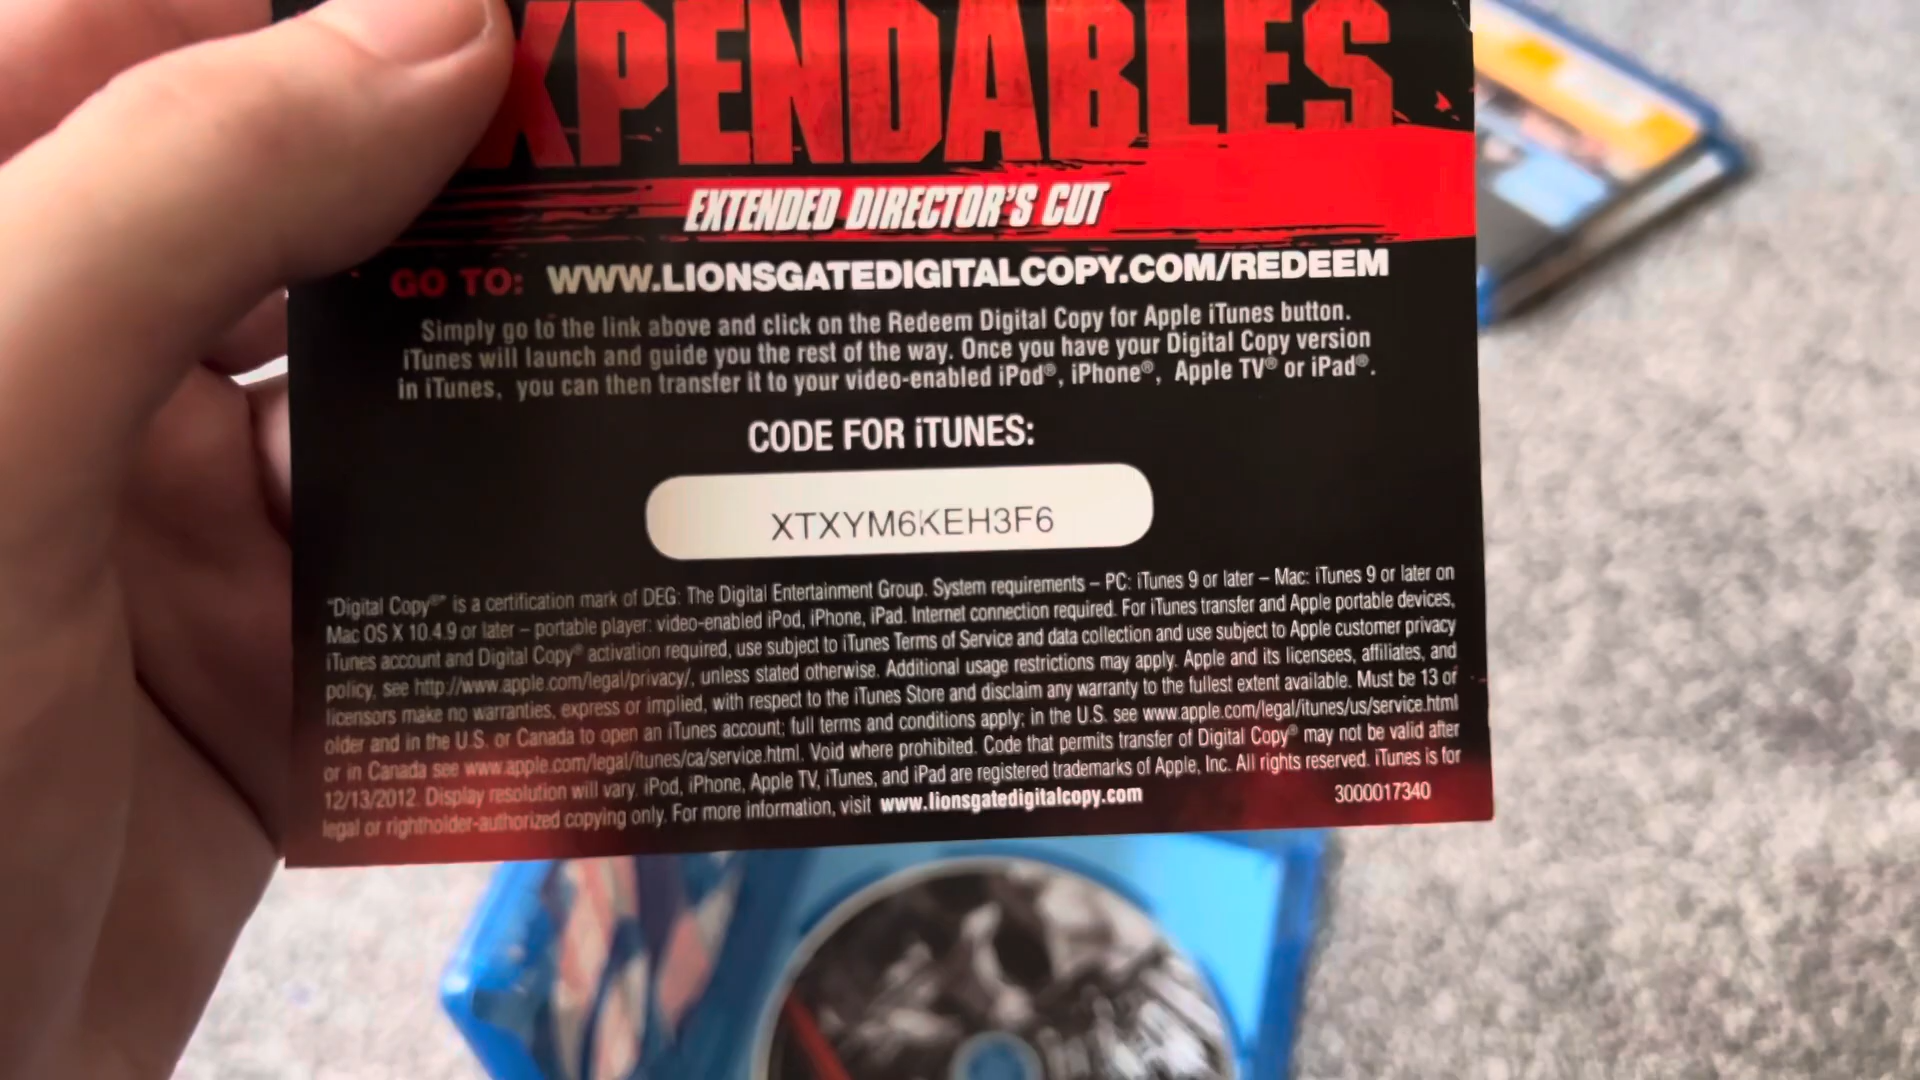 XPENDABLES
EXTENDED DIRECTOR'S CUT
GO TO: WWW.LIONSGATEDIGITALCOPY.COM/REDEEM
Simply go to the link above and click on the Redeem Digital Copy for Apple iTunes button.
iTunes will launch and guide you the rest of the way. Once you have your Digital Copy version
in iTunes, you can then transfer it to your video-enabled iPod®, iPhone®, Apple TV® or iPad®.
CODE FOR iTUNES:
XTXYM6KEH3F6
"Digital Copy℠" is a certification mark of DEG: The Digital Entertainment Group. System requirements – PC: iTunes 9 or later – Mac: iTunes 9 or later on
Mac OS X 10.4.9 or later – portable player: video-enabled iPod, iPhone, iPad. Internet connection required. For iTunes transfer and Apple portable devices,
iTunes account and Digital Copy® activation required, use subject to iTunes Terms of Service and data collection and use subject to Apple customer privacy
policy, see http://www.apple.com/legal/privacy/, unless stated otherwise. Additional usage restrictions may apply. Apple and its licensees, affiliates, and
licensors make no warranties, express or implied, with respect to the iTunes Store and disclaim any warranty to the fullest extent available. Must be 13 or
older and in the U.S. or Canada to open an iTunes account; full terms and conditions apply; in the U.S. see www.apple.com/legal/itunes/us/service.html
or in Canada see www.apple.com/legal/itunes/ca/service.html. Void where prohibited. Code that permits transfer of Digital Copy® may not be valid after
12/13/2012. Display resolution will vary. iPod, iPhone, Apple TV, iTunes, and iPad are registered trademarks of Apple, Inc. All rights reserved. iTunes is for
legal or rightholder-authorized copying only. For more information, visit www.lionsgatedigitalcopy.com
3000017340